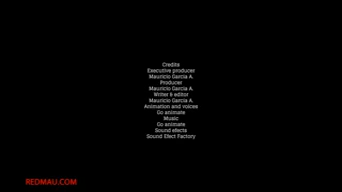 Credits
Executive producer
Mauricio Garcia A.
Producer
Mauricio Garcia A.
Writer & editor
Mauricio Garcia A.
Animation and voices
Go animate
Music
Go animate
Sound efects
Sound Efect Factory
REDMAU.COM